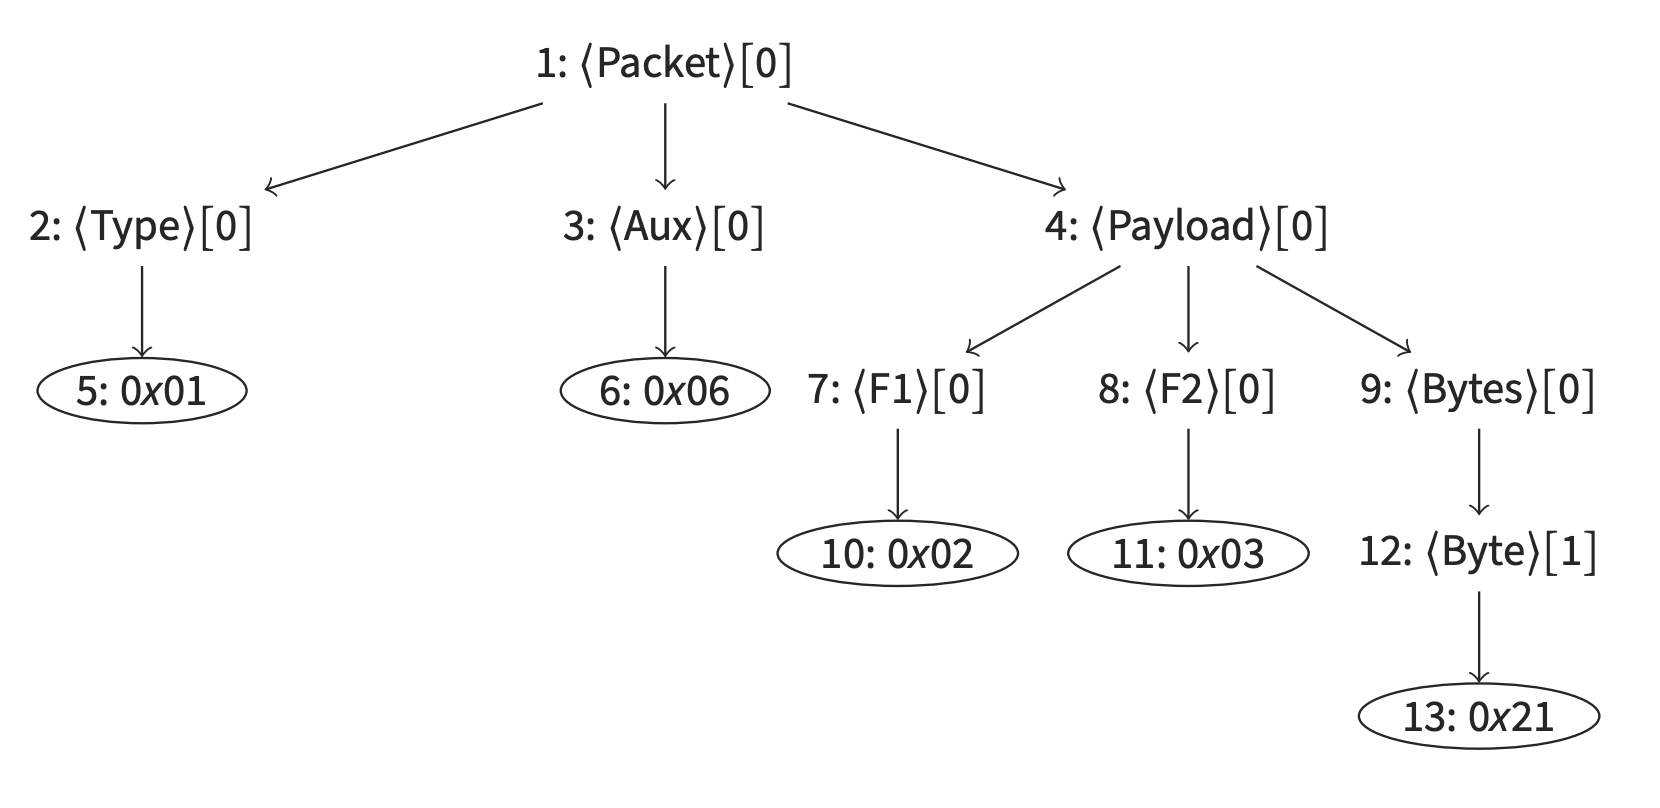 1: ⟨Packet⟩[0]
2: ⟨Type⟩[0]
3: ⟨Aux⟩[0]
4: ⟨Payload⟩[0]
5: 0x01
6: 0x06
7: ⟨F1⟩[0]
8: ⟨F2⟩[0]
9: ⟨Bytes⟩[0]
10: 0x02
11: 0x03
12: ⟨Byte⟩[1]
13: 0x21